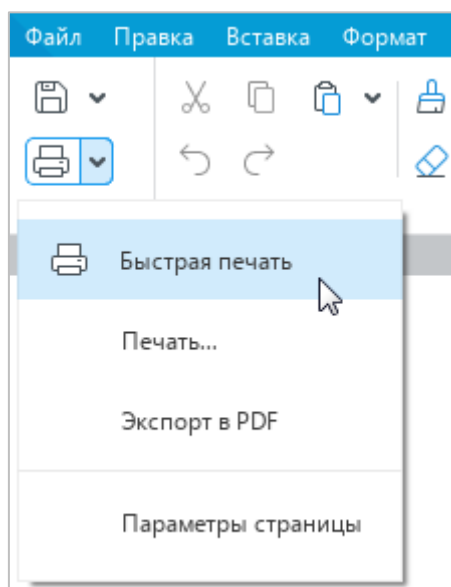 Файл Правка Вставка Формат
Быстрая печать
Печать...
Экспорт в PDF
Параметры страницы